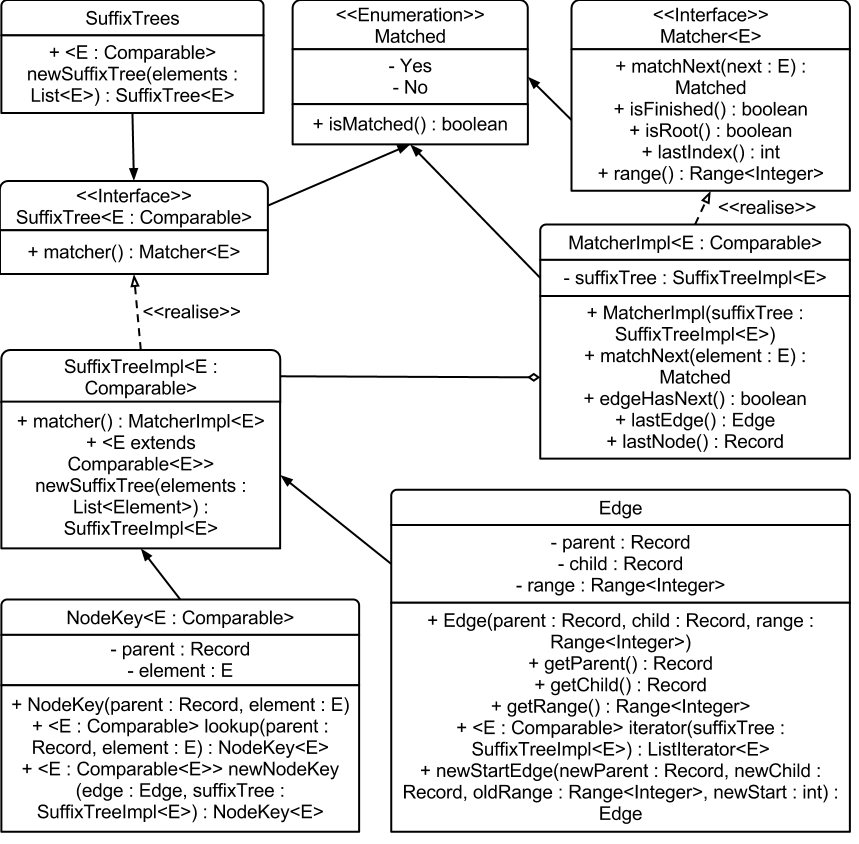 SuffixTrees
+ <E : Comparable>
newSuffixTree(elements :
List<E>) : SuffixTree<E>
<<Enumeration>>
Matched
- Yes
- No
+ isMatched() : boolean
<<Interface>>
Matcher<E>
+ matchNext(next : E) :
Matched
+ isFinished() : boolean
+ isRoot() : boolean
+ lastIndex() : int
+ range() : Range<Integer>
<<Interface>>
SuffixTree<E : Comparable>
+ matcher() : Matcher<E>
<<realise>>
MatcherImpl<E : Comparable>
- suffixTree : SuffixTreeImpl<E>
+ MatcherImpl(suffixTree :
SuffixTreeImpl<E>)
+ matchNext(element : E) :
Matched
+ edgeHasNext() : boolean
+ lastEdge() : Edge
+ lastNode() : Record
<<realise>>
SuffixTreeImpl<E :
Comparable>
+ matcher() : MatcherImpl<E>
+ <E extends
Comparable<E>>
newSuffixTree(elements :
List<Element>) :
SuffixTreeImpl<E>
Edge
- parent : Record
- child : Record
- range : Range<Integer>
+ Edge(parent : Record, child : Record, range :
Range<Integer>)
+ getParent() : Record
+ getChild() : Record
+ getRange() : Range<Integer>
+ <E : Comparable> iterator(suffixTree :
SuffixTreeImpl<E>) : ListIterator<E>
+ newStartEdge(newParent : Record, newChild :
Record, oldRange : Range<Integer>, newStart : int) :
Edge
NodeKey<E : Comparable>
- parent : Record
- element : E
+ NodeKey(parent : Record, element : E)
+ <E : Comparable> lookup(parent :
Record, element : E) : NodeKey<E>
+ <E : Comparable<E>> newNodeKey
(edge : Edge, suffixTree :
SuffixTreeImpl<E>) : NodeKey<E>